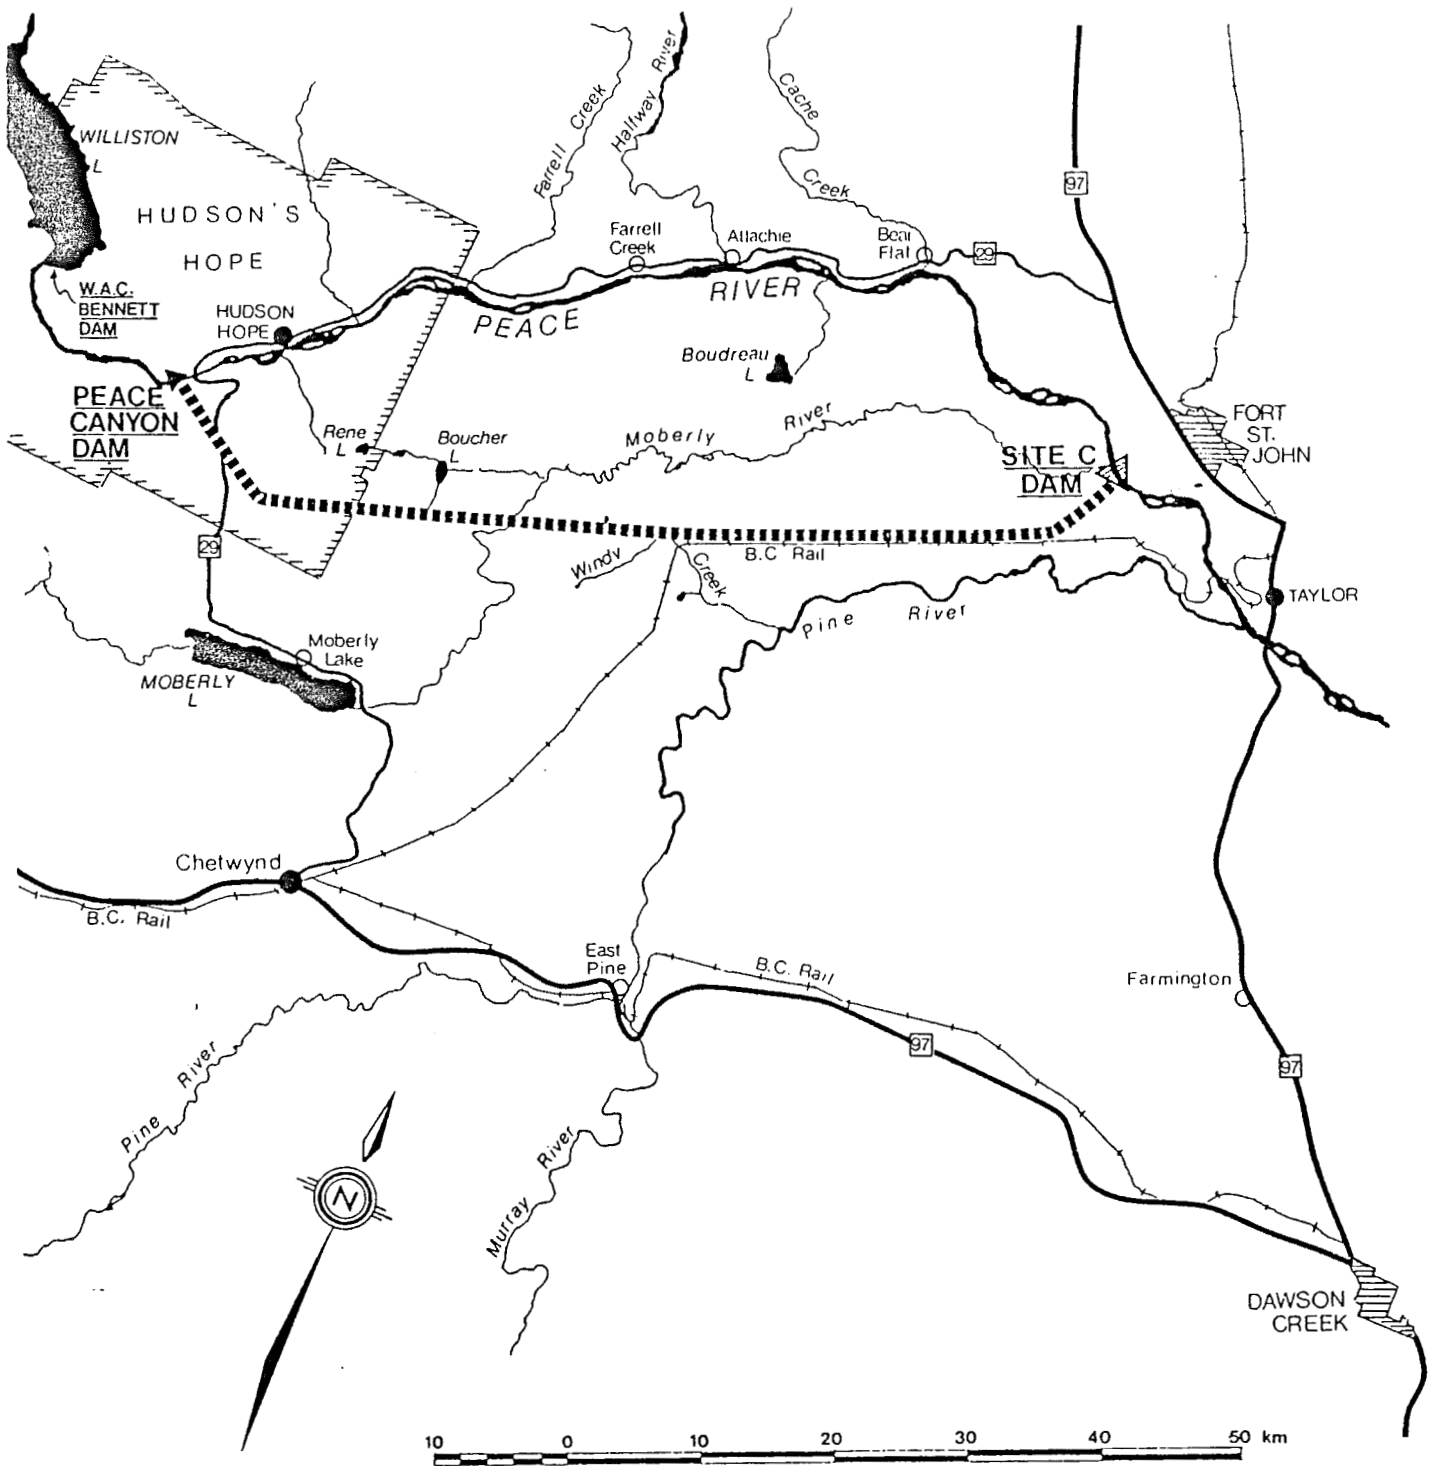 Farrell Creek
Halfway River
Cache
Creek
WILLISTON
L
97
HUDSON'S
HOPE
Farrell
Creek
Attachie
Bear
Flat
29
W.A.C.
BENNETT
DAM
HUDSON
HOPE
PEACE
RIVER
Boudreau
L
PEACE
CANYON
DAM
Rene
L
Boucher
L
Moberly
River
SITE C
DAM
FORT
ST.
JOHN
29
Windy
Creek
B.C. Rail
Pine
River
TAYLOR
Moberly
Lake
MOBERLY
L
Chetwynd
B.C. Rail
East
Pine
B.C. Rail
Farmington
97
97
Pine
River
Murray
River
N
DAWSON
CREEK
10 0 10 20 30 40 50 km